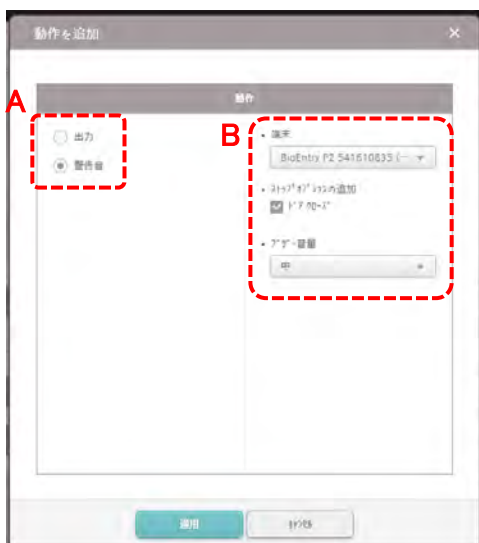 動作を追加
×
動作
A
出力
警告音
B
• 端末
BioEntry P2 541610835 (—
• ストップオプションの追加
ドアクローズ
• ブザー音量
中
適用
キャンセル